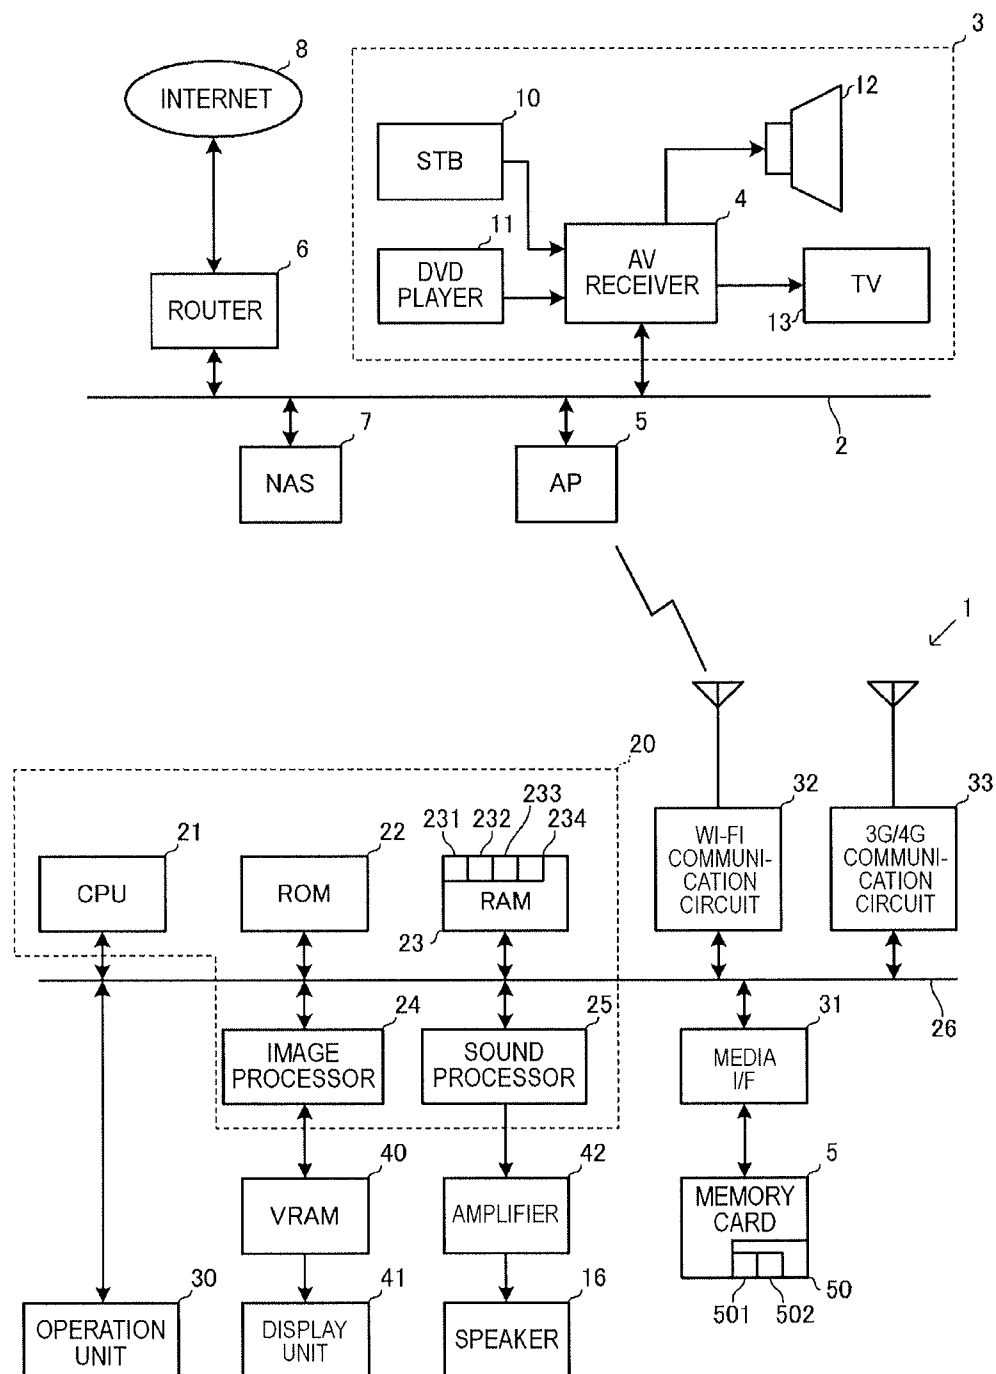 3
8
INTERNET
10
STB
12
11
DVD
PLAYER
4
AV
RECEIVER
TV
13
6
ROUTER
2
7
NAS
5
AP
1
20
32
WI-FI
COMMUNI-
CATION
CIRCUIT
33
3G/4G
COMMUNI-
CATION
CIRCUIT
21
CPU
22
ROM
231
232
233
234
RAM
23
26
24
IMAGE
PROCESSOR
25
SOUND
PROCESSOR
31
MEDIA
I/F
40
VRAM
42
AMPLIFIER
5
MEMORY
CARD
50
501
502
30
OPERATION
UNIT
41
DISPLAY
UNIT
16
SPEAKER